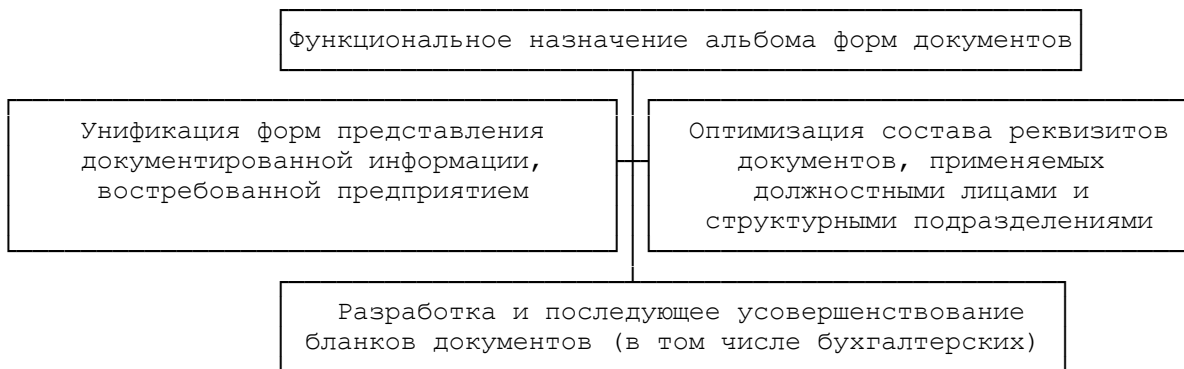 Функциональное назначение альбома форм документов
Унификация форм представления
документированной информации,
востребованной предприятием
Оптимизация состава реквизитов
документов, применяемых
должностными лицами и
структурными подразделениями
Разработка и последующее усовершенствование
бланков документов (в том числе бухгалтерских)